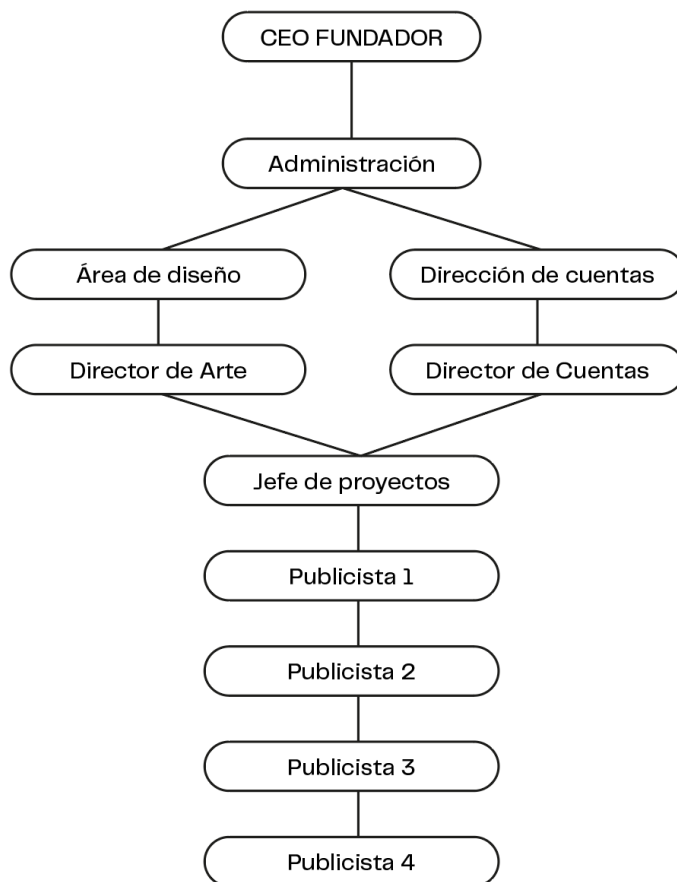 CEO FUNDADOR
Administración
Área de diseño
Dirección de cuentas
Director de Arte
Director de Cuentas
Jefe de proyectos
Publicista 1
Publicista 2
Publicista 3
Publicista 4